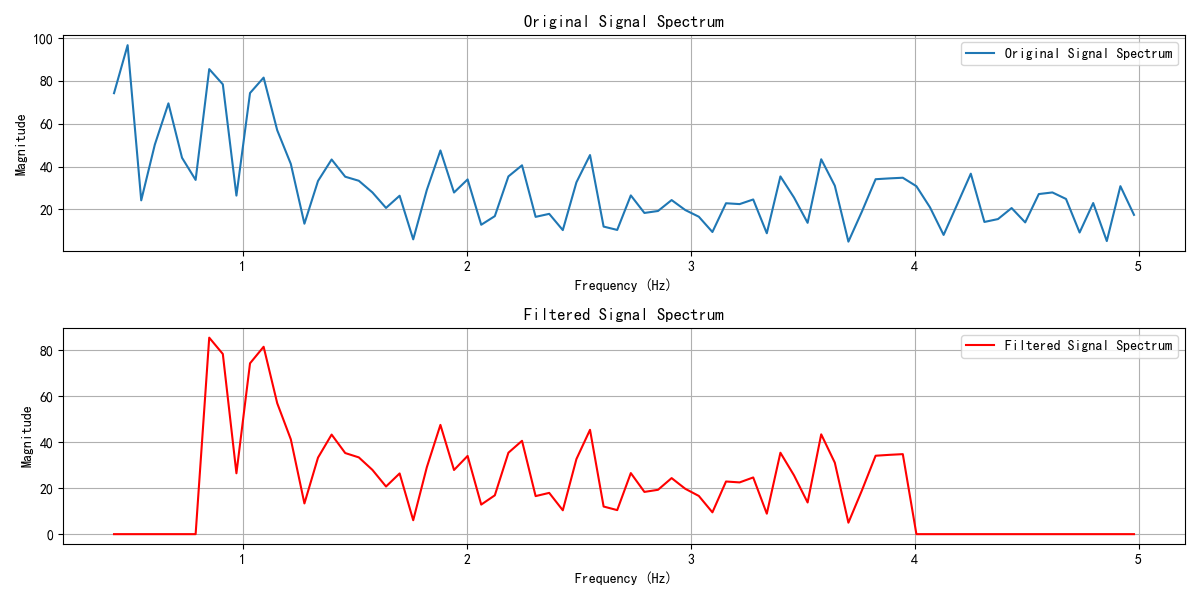 Original Signal Spectrum
Original Signal Spectrum
Magnitude
100
80
60
40
20
1 2 3 4 5
Frequency (Hz)
Filtered Signal Spectrum
Filtered Signal Spectrum
Magnitude
80
60
40
20
0
1 2 3 4 5
Frequency (Hz)